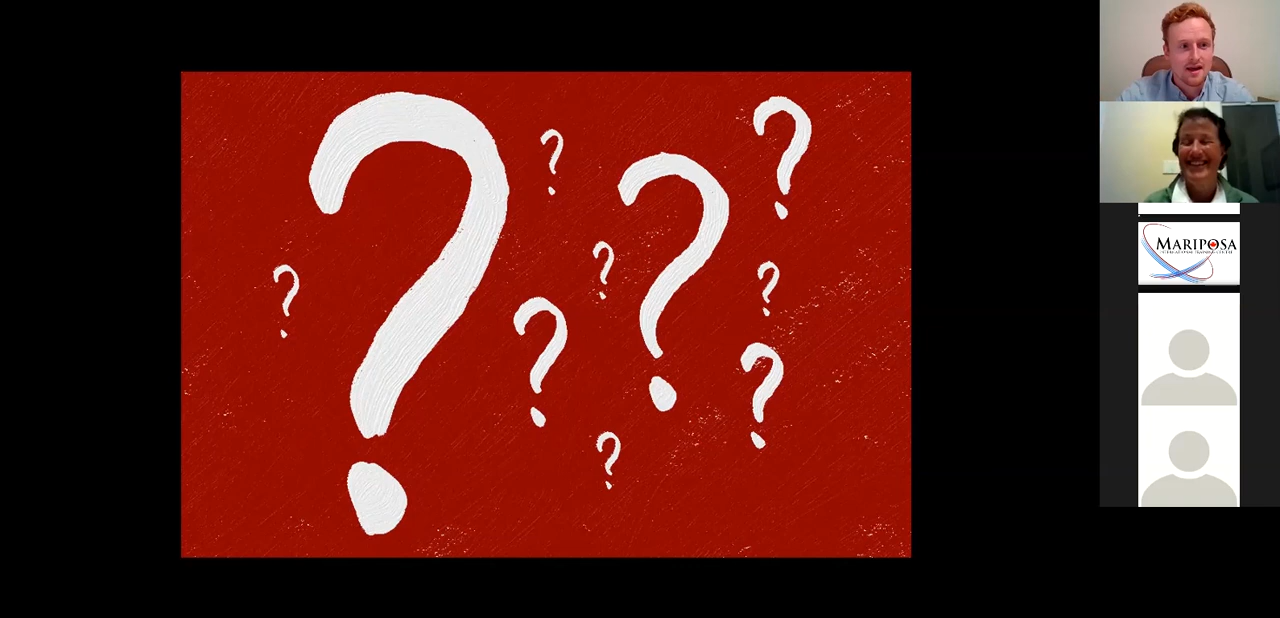 ? ? ? ?
? ? ?
? ?
?
MARIPOSA